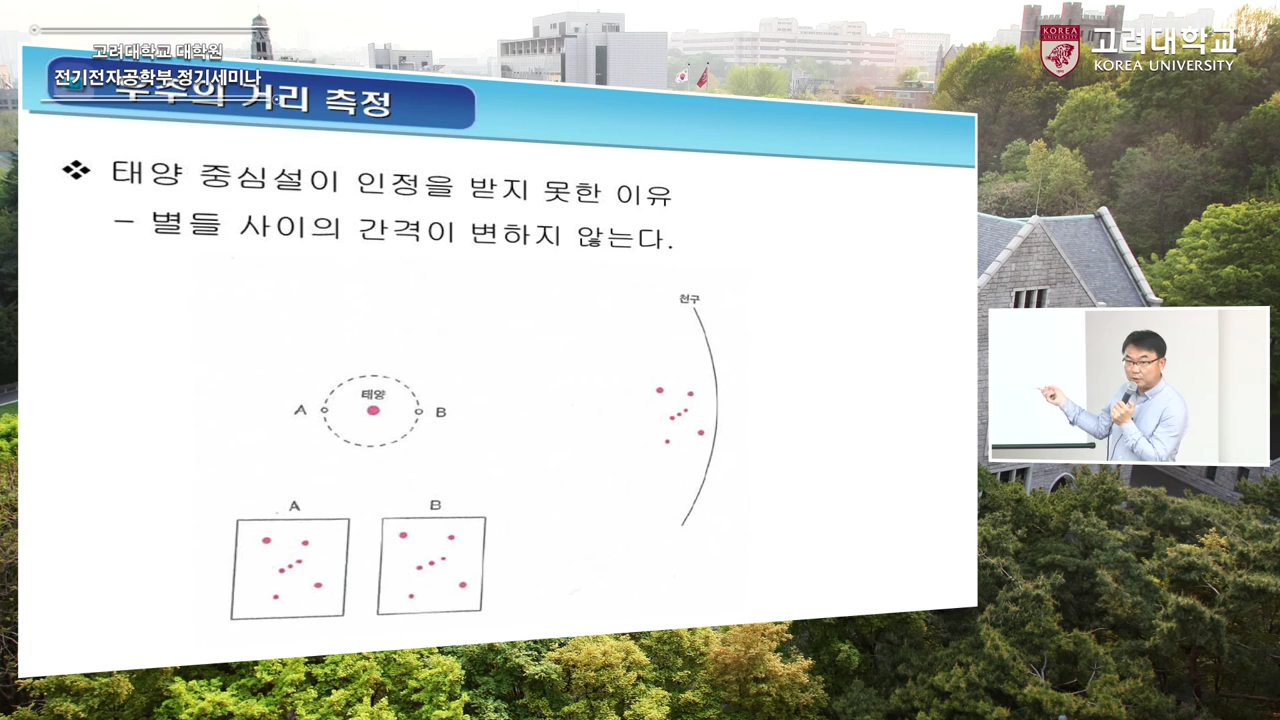 고려대학교 대학원
전기전자공학부 정기세미나
우주의 거리 측정
KOREA
UNIVERSITY
고려대학교
KOREA UNIVERSITY
❖ 태양 중심설이 인정을 받지 못한 이유
– 별들 사이의 간격이 변하지 않는다.
천구
태양
A
B
A
B